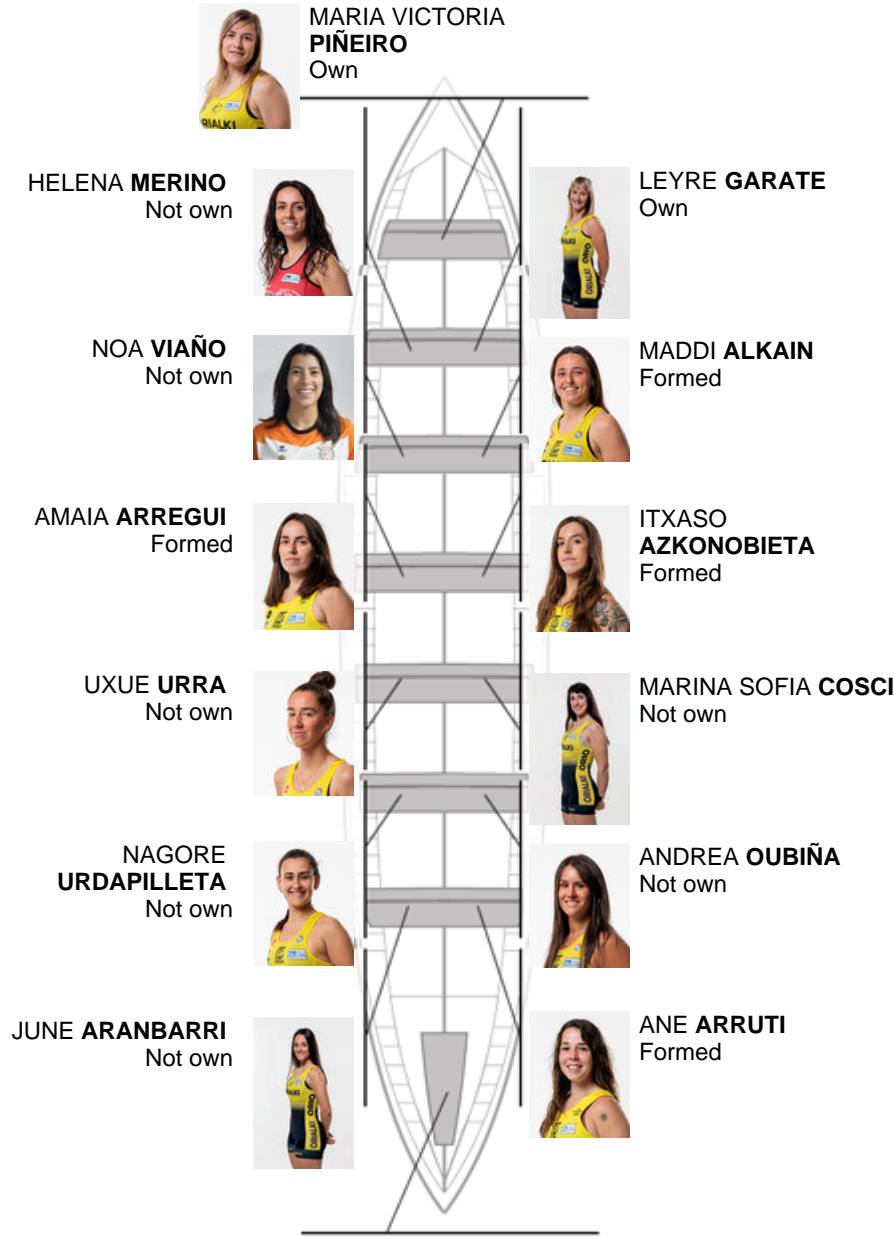 MARIA VICTORIA
PIÑEIRO
Own
HELENA MERINO
Not own
LEYRE GARATE
Own
NOA VIAÑO
Not own
MADDI ALKAIN
Formed
AMAIA ARREGUI
Formed
ITXASO
AZKONOBIETA
Formed
UXUE URRA
Not own
MARINA SOFIA COSCI
Not own
NAGORE
URDAPILLETA
Not own
ANDREA OUBIÑA
Not own
JUNE ARANBARRI
Not own
ANE ARRUTI
Formed